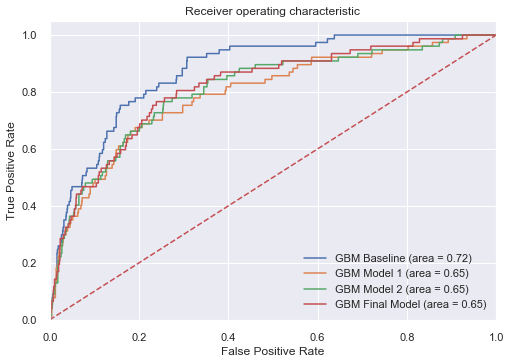 Receiver operating characteristic
1.0
0.8
0.6
0.4
0.2
0.0
True Positive Rate
GBM Baseline (area = 0.72)
GBM Model 1 (area = 0.65)
GBM Model 2 (area = 0.65)
GBM Final Model (area = 0.65)
0.0 0.2 0.4 0.6 0.8 1.0
False Positive Rate